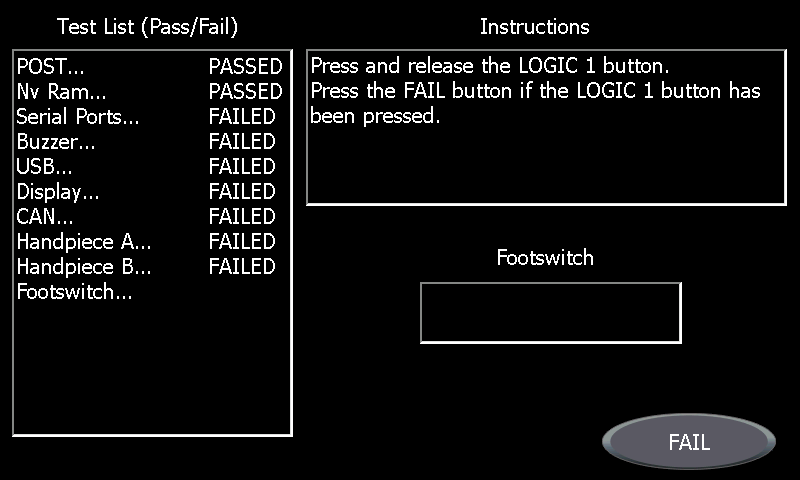 Test List (Pass/Fail)
POST... PASSED
Nv Ram... PASSED
Serial Ports... FAILED
Buzzer... FAILED
USB... FAILED
Display... FAILED
CAN... FAILED
Handpiece A... FAILED
Handpiece B... FAILED
Footswitch...
Instructions
Press and release the LOGIC 1 button.
Press the FAIL button if the LOGIC 1 button has
been pressed.
Footswitch
FAIL